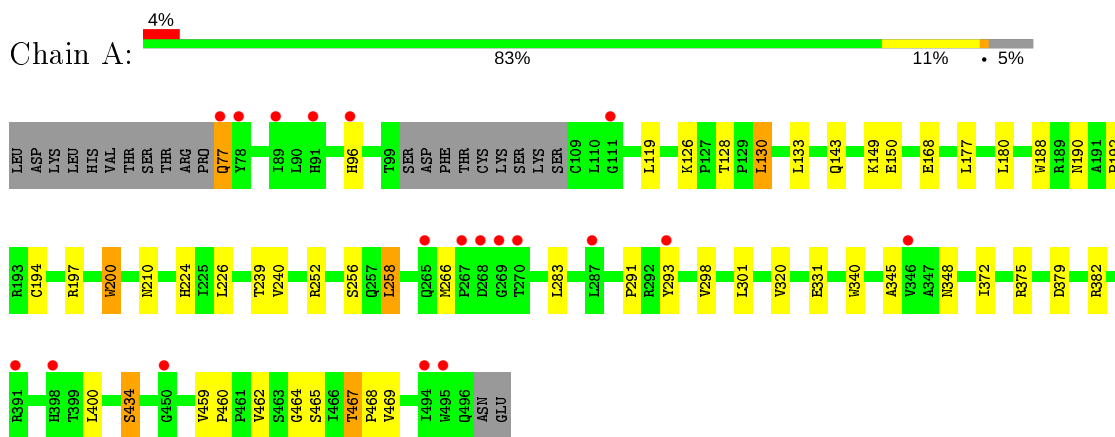 4%
Chain A:
83% 11% • 5%
LEU ASP LYS LEU HIS VAL THR SER THR ARG PRO Q77 Y78 I89 L90 H91 H96 T99 SER ASP PHE THR CYS LYS SER LYS SER C109 L110 G111 L119 K126 P127 T128 P129 L130 L133 Q143 K149 E150 E168 L177 L180 W188 R189 N190 A191 R192
R193 C194 R197 W200 N210 H224 I225 L226 T239 V240 R252 S256 Q257 L258 Q265 M266 P267 D268 G269 T270 L283 L287 P291 R292 Y293 V298 L301 V320 E331 W340 A345 V346 A347 N348 I372 R375 D379 R382
R391 H398 T399 L400 S434 G450 V459 P460 P461 V462 S463 G464 S465 I466 T467 P468 V469 I494 W495 Q496 ASN GLU